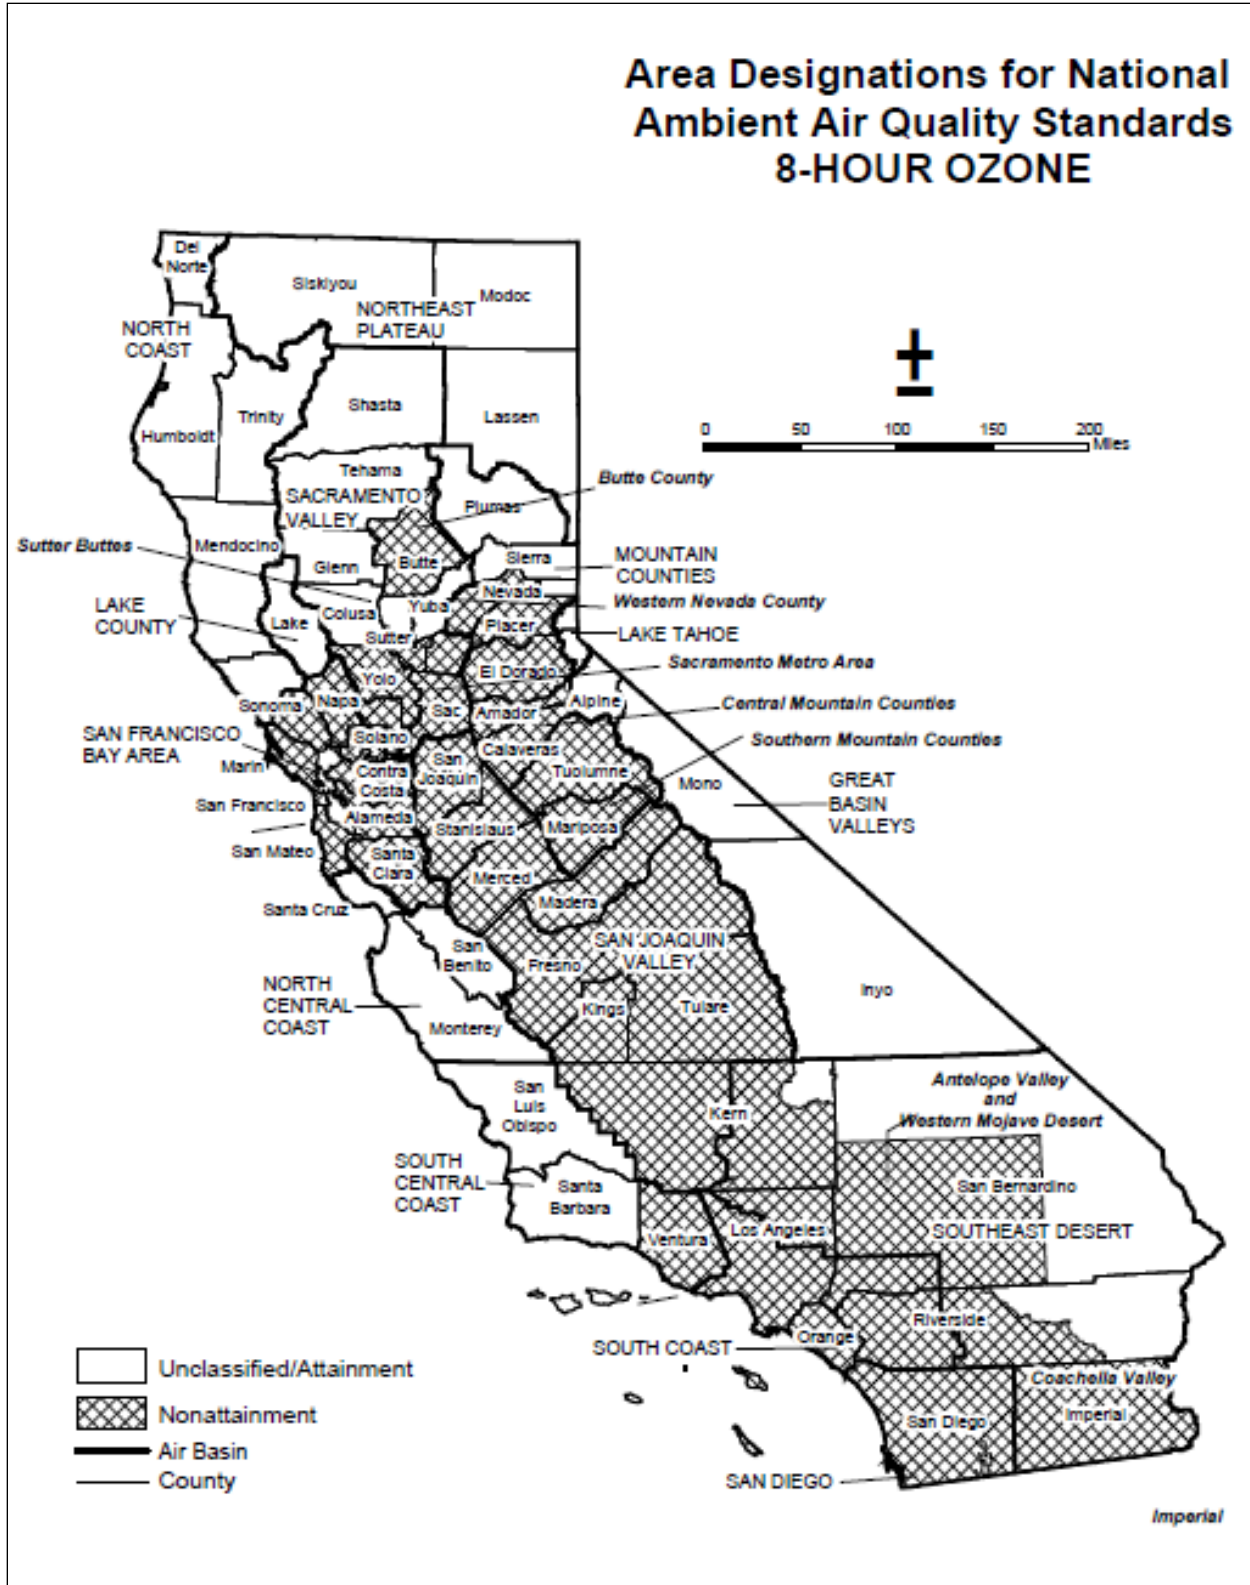 Area Designations for National
Ambient Air Quality Standards
8-HOUR OZONE
Del
Norte
Siskiyou
Modoc
NORTHEAST
PLATEAU
NORTH
COAST
0
50
100
150
200
Miles
Shasta
Trinity
Lassen
Humboldt
Tehama
Butte County
SACRAMENTO
VALLEY
Plumas
Sutter Buttes
Mendocino
Glenn
Butte
Sierra
MOUNTAIN
COUNTIES
Nevada
Western Nevada County
LAKE
COUNTY
Lake
Colusa
Yuba
Sutter
Placer
LAKE TAHOE
Sacramento Metro Area
Yolo
El Dorado
Sonoma
Napa
Sac
Amador
Alpine
Central Mountain Counties
SAN FRANCISCO
BAY AREA
Solano
Calaveras
Southern Mountain Counties
Marin
Contra
Costa
San
Joaquin
Tuolumne
Mono
GREAT
BASIN
VALLEYS
San Francisco
Alameda
Stanislaus
Mariposa
San Mateo
Santa
Clara
Merced
Madera
Santa Cruz
San
Benito
Fresno
SAN JOAQUIN
VALLEY
NORTH
CENTRAL
COAST
Monterey
Kings
Tulare
Inyo
San
Luis
Obispo
Kern
Antelope Valley
and
Western Mojave Desert
SOUTH
CENTRAL
COAST
Santa
Barbara
San Bernardino
Ventura
Los Angeles
SOUTHEAST DESERT
Riverside
SOUTH COAST
Orange
Unclassified/Attainment
Nonattainment
Air Basin
County
Coachella Valley
San Diego
Imperial
SAN DIEGO
Imperial